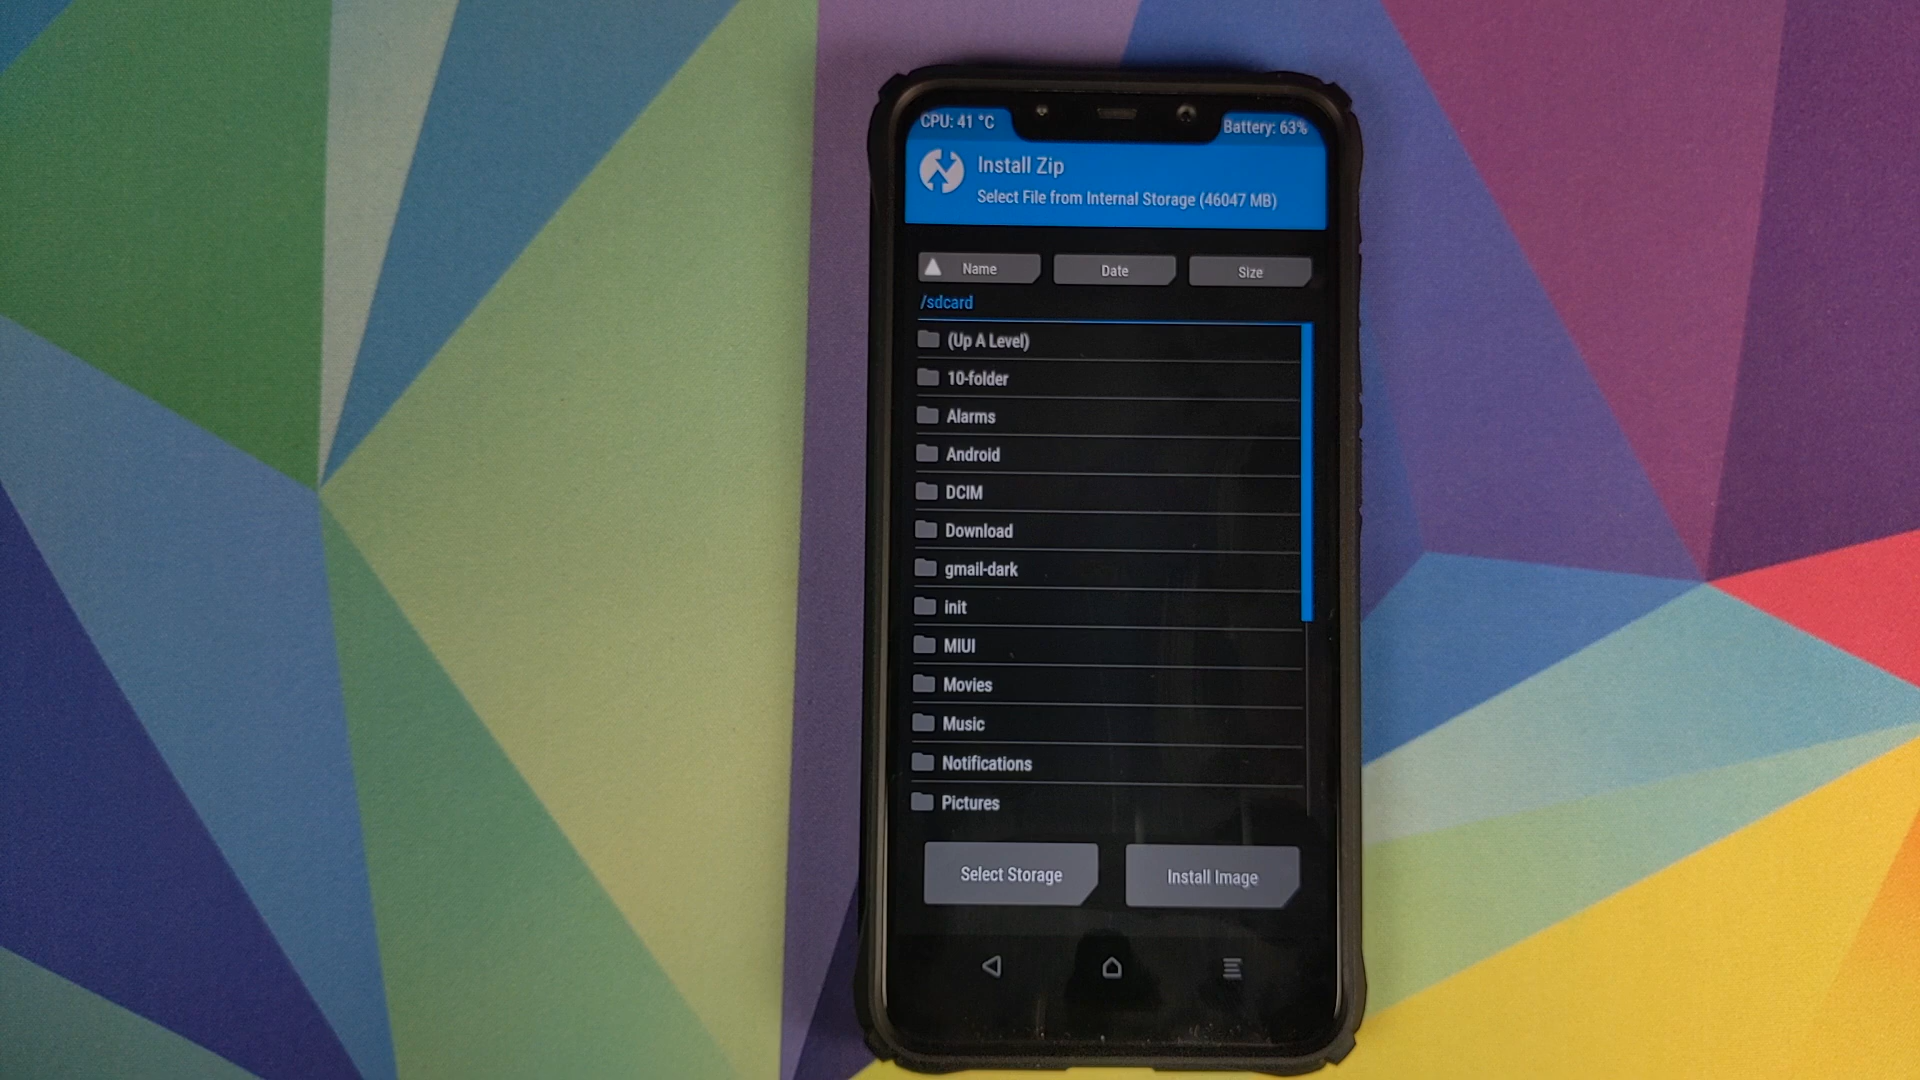 CPU: 41 °C
Battery: 63%
Install Zip
Select File from Internal Storage (46047 MB)
Name
Date
Size
/sdcard
(Up A Level)
10-folder
Alarms
Android
DCIM
Download
gmail-dark
init
MIUI
Movies
Music
Notifications
Pictures
Select Storage
Install Image